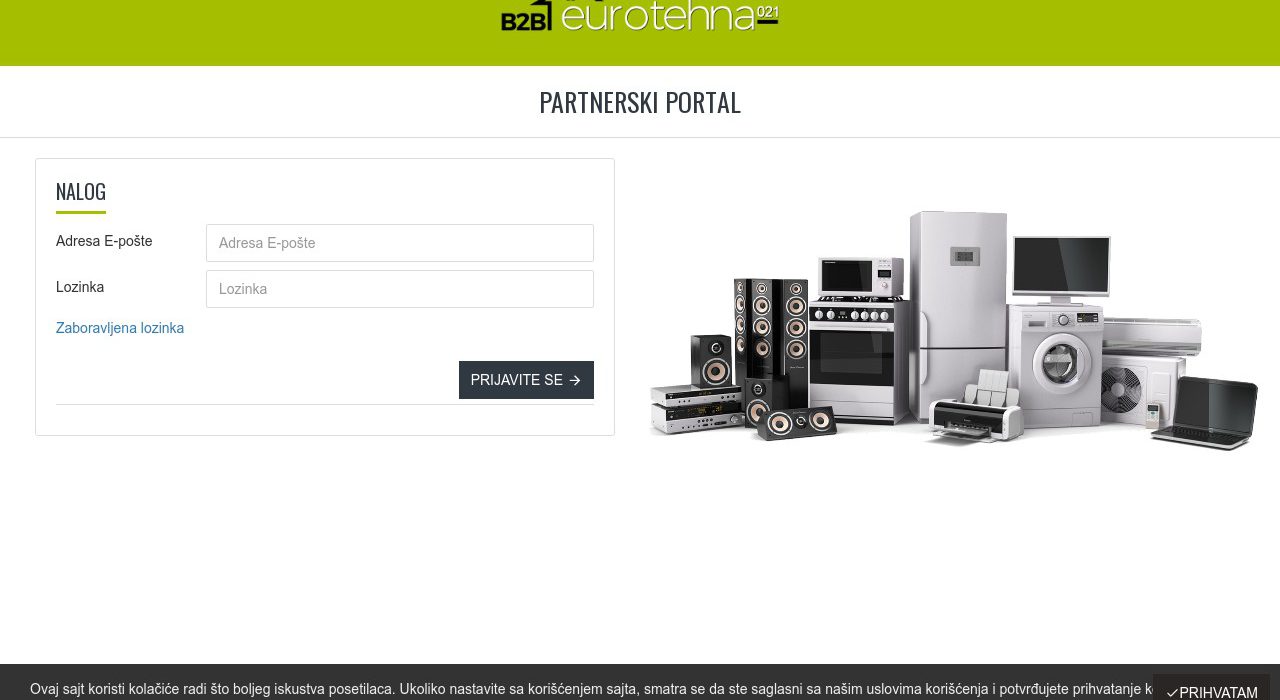 B2B eurotehna 021
PARTNERSKI PORTAL
NALOG
Adresa E-pošte
Adresa E-pošte
Lozinka
Lozinka
Zaboravljena lozinka
PRIJAVITE SE
Ovaj sajt koristi kolačiće radi što boljeg iskustva posetilaca. Ukoliko nastavite sa korišćenjem sajta, smatra se da ste saglasni sa našim uslovima korišćenja i potvrđujete prihvatanje
PRIHVATAM